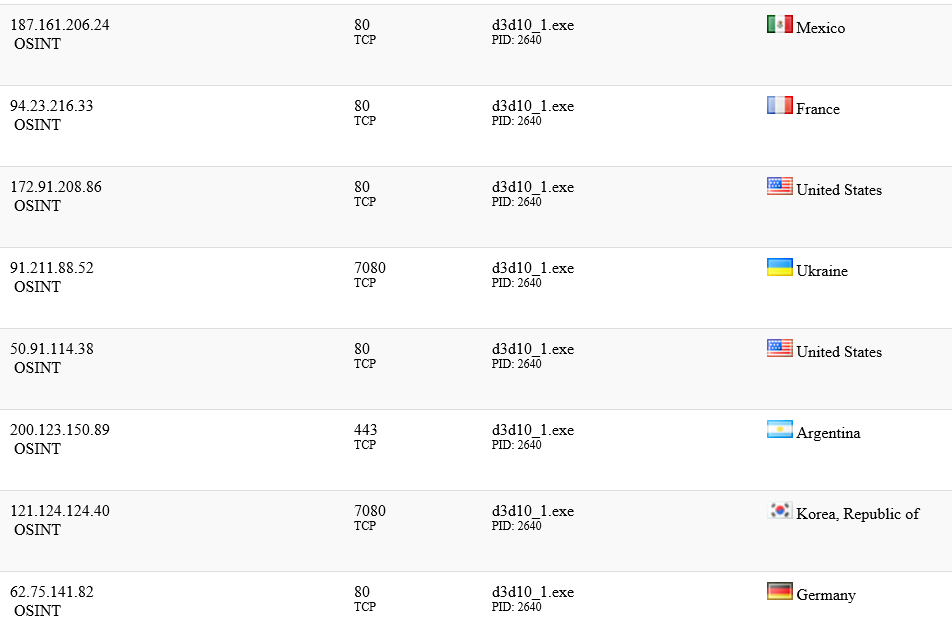 187.161.206.24 80 d3d10_1.exe Mexico
OSINT TCP PID: 2640
94.23.216.33 80 d3d10_1.exe France
OSINT TCP PID: 2640
172.91.208.86 80 d3d10_1.exe United States
OSINT TCP PID: 2640
91.211.88.52 7080 d3d10_1.exe Ukraine
OSINT TCP PID: 2640
50.91.114.38 80 d3d10_1.exe United States
OSINT TCP PID: 2640
200.123.150.89 443 d3d10_1.exe Argentina
OSINT TCP PID: 2640
121.124.124.40 7080 d3d10_1.exe Korea, Republic of
OSINT TCP PID: 2640
62.75.141.82 80 d3d10_1.exe Germany
OSINT TCP PID: 2640